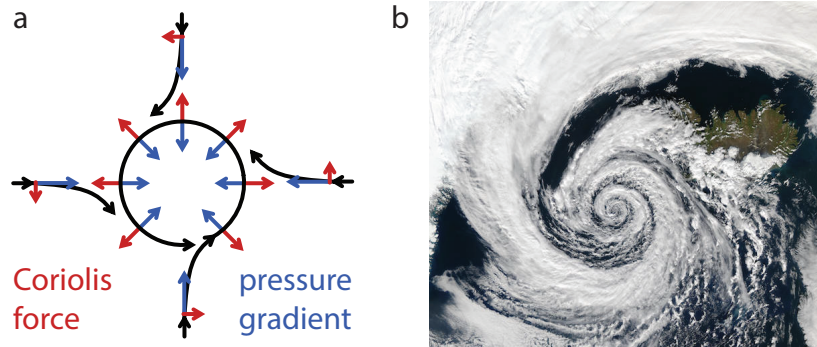 a
b
Coriolis
force
pressure
gradient